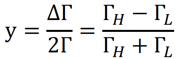 y = ΔΓ / 2Γ = (Γ_H − Γ_L) / (Γ_H + Γ_L)